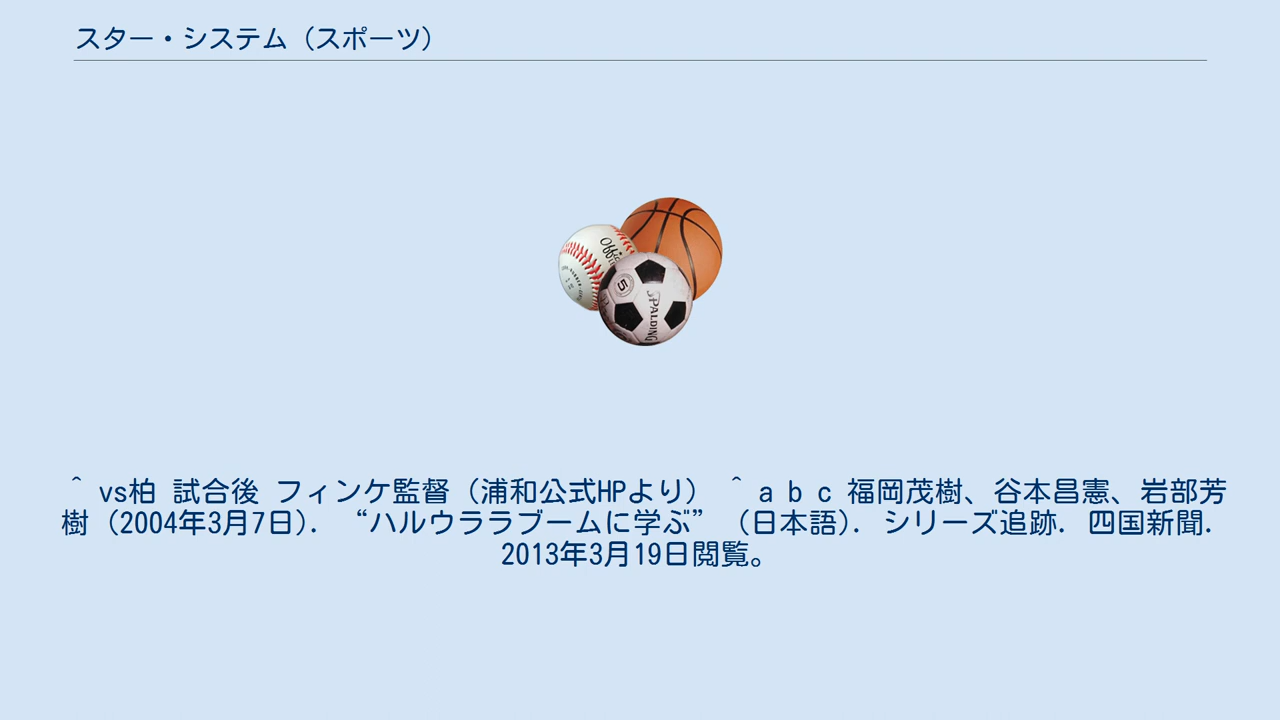 スター・システム（スポーツ）
Offic
5
SPALDING
^ vs柏 試合後 フィンケ監督（浦和公式HPより） ^ a b c 福岡茂樹、谷本昌憲、岩部芳
樹（2004年3月7日）. “ハルウララブームに学ぶ” （日本語）. シリーズ追跡. 四国新聞.
2013年3月19日閲覧。